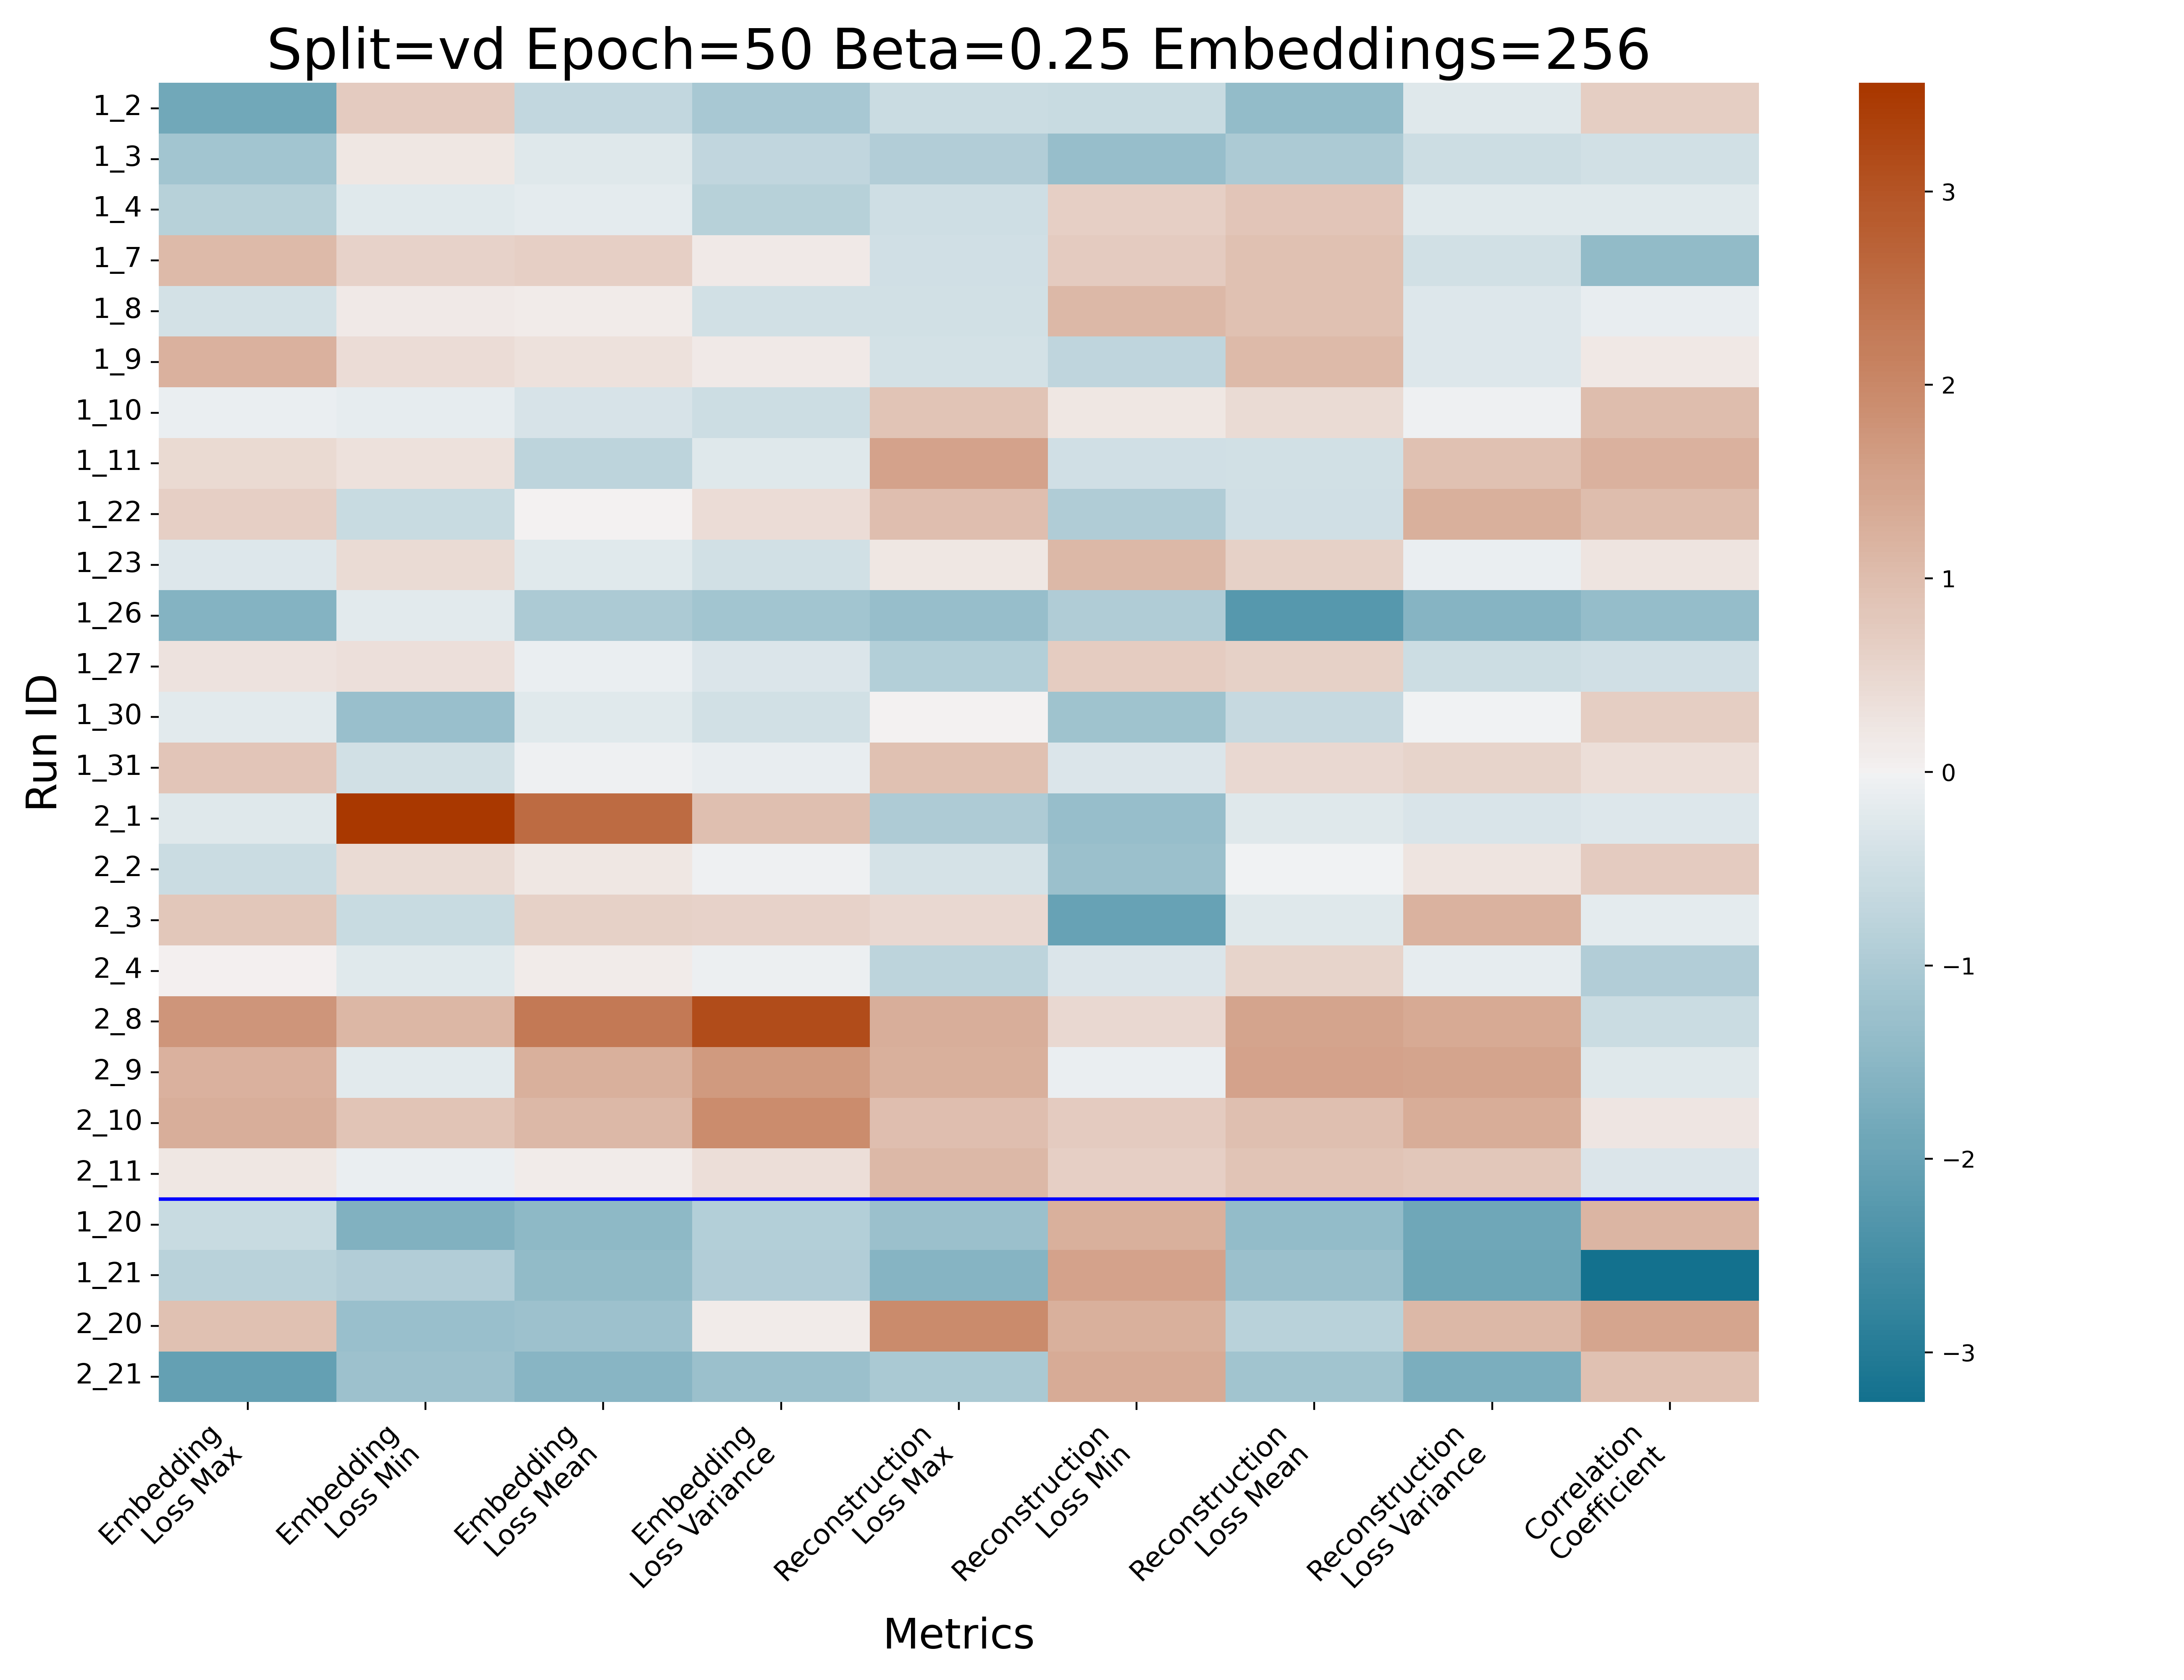 Split=vd Epoch=50 Beta=0.25 Embeddings=256
Run ID
1_2
1_3
1_4
1_7
1_8
1_9
1_10
1_11
1_22
1_23
1_26
1_27
1_30
1_31
2_1
2_2
2_3
2_4
2_8
2_9
2_10
2_11
1_20
1_21
2_20
2_21
Embedding
Loss Max
Embedding
Loss Min
Embedding
Loss Mean
Embedding
Loss Variance
Reconstruction
Loss Max
Reconstruction
Loss Min
Reconstruction
Loss Mean
Reconstruction
Loss Variance
Correlation
Coefficient
Metrics
3
2
1
0
−1
−2
−3